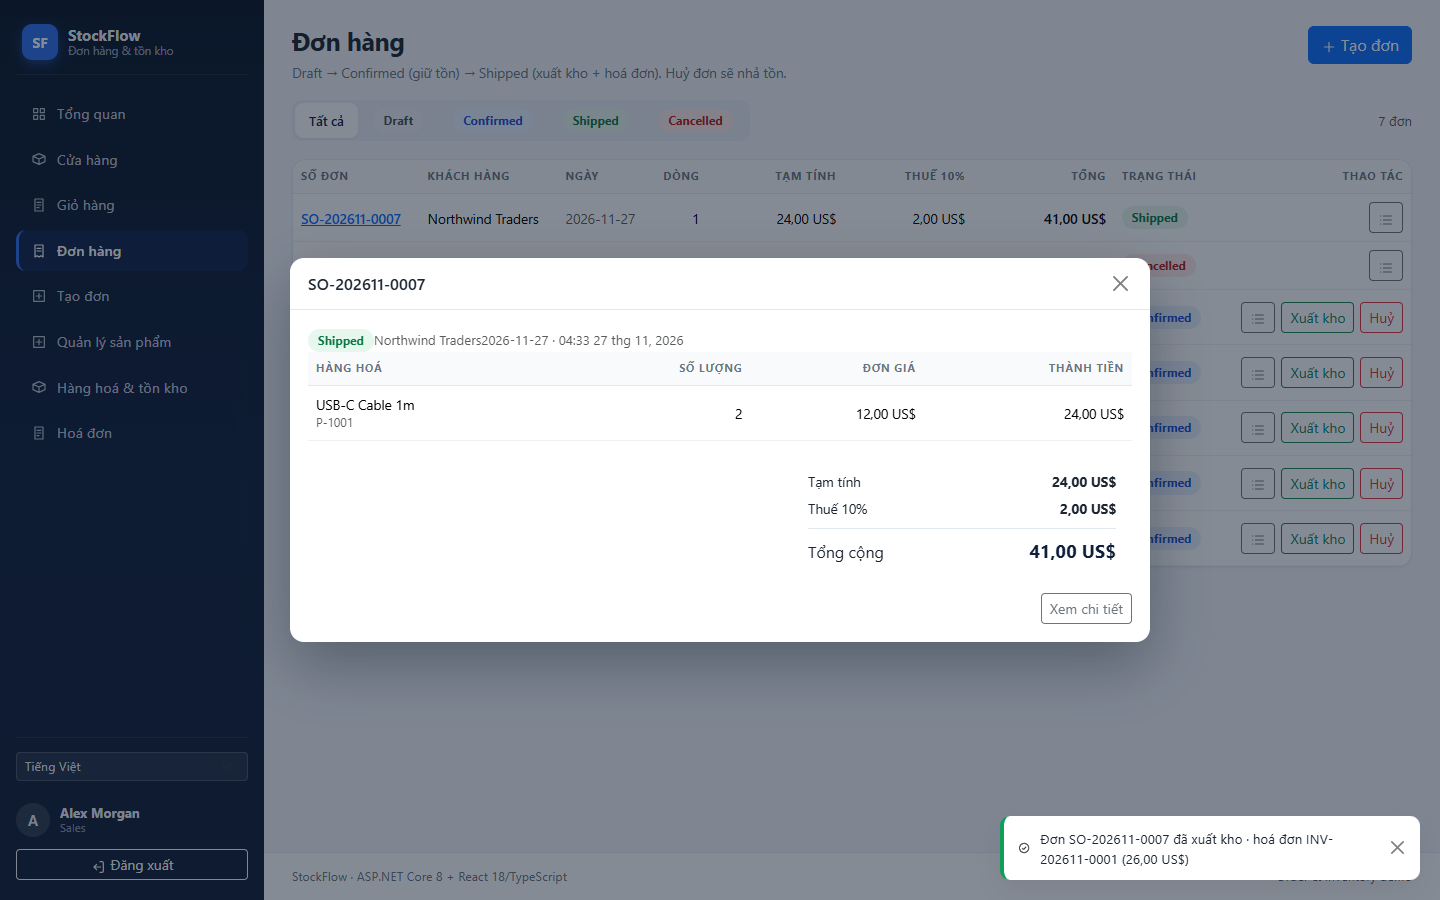 SF
StockFlow
Đơn hàng & tồn kho
Tổng quan
Cửa hàng
Giỏ hàng
Đơn hàng
Tạo đơn
Quản lý sản phẩm
Hàng hoá & tồn kho
Hoá đơn
Tiếng Việt
A
Alex Morgan
Sales
Đăng xuất
Đơn hàng
+ Tạo đơn
Draft → Confirmed (giữ tồn) → Shipped (xuất kho + hoá đơn). Huỷ đơn sẽ nhả tồn.
Tất cả Draft Confirmed Shipped Cancelled
7 đơn
SỐ ĐƠN KHÁCH HÀNG NGÀY DÒNG TẠM TÍNH THUẾ 10% TỔNG TRẠNG THÁI THAO TÁC
SO-202611-0007 Northwind Traders 2026-11-27 1 24,00 US$ 2,00 US$ 41,00 US$ Shipped
ncelled
nfirmed Xuất kho Huỷ
nfirmed Xuất kho Huỷ
nfirmed Xuất kho Huỷ
nfirmed Xuất kho Huỷ
nfirmed Xuất kho Huỷ
SO-202611-0007
Shipped Northwind Traders2026-11-27 · 04:33 27 thg 11, 2026
HÀNG HOÁ SỐ LƯỢNG ĐƠN GIÁ THÀNH TIỀN
USB-C Cable 1m 2 12,00 US$ 24,00 US$
P-1001
Tạm tính 24,00 US$
Thuế 10% 2,00 US$
Tổng cộng 41,00 US$
Xem chi tiết
Đơn SO-202611-0007 đã xuất kho · hoá đơn INV-
202611-0001 (26,00 US$)
StockFlow · ASP.NET Core 8 + React 18/TypeScript